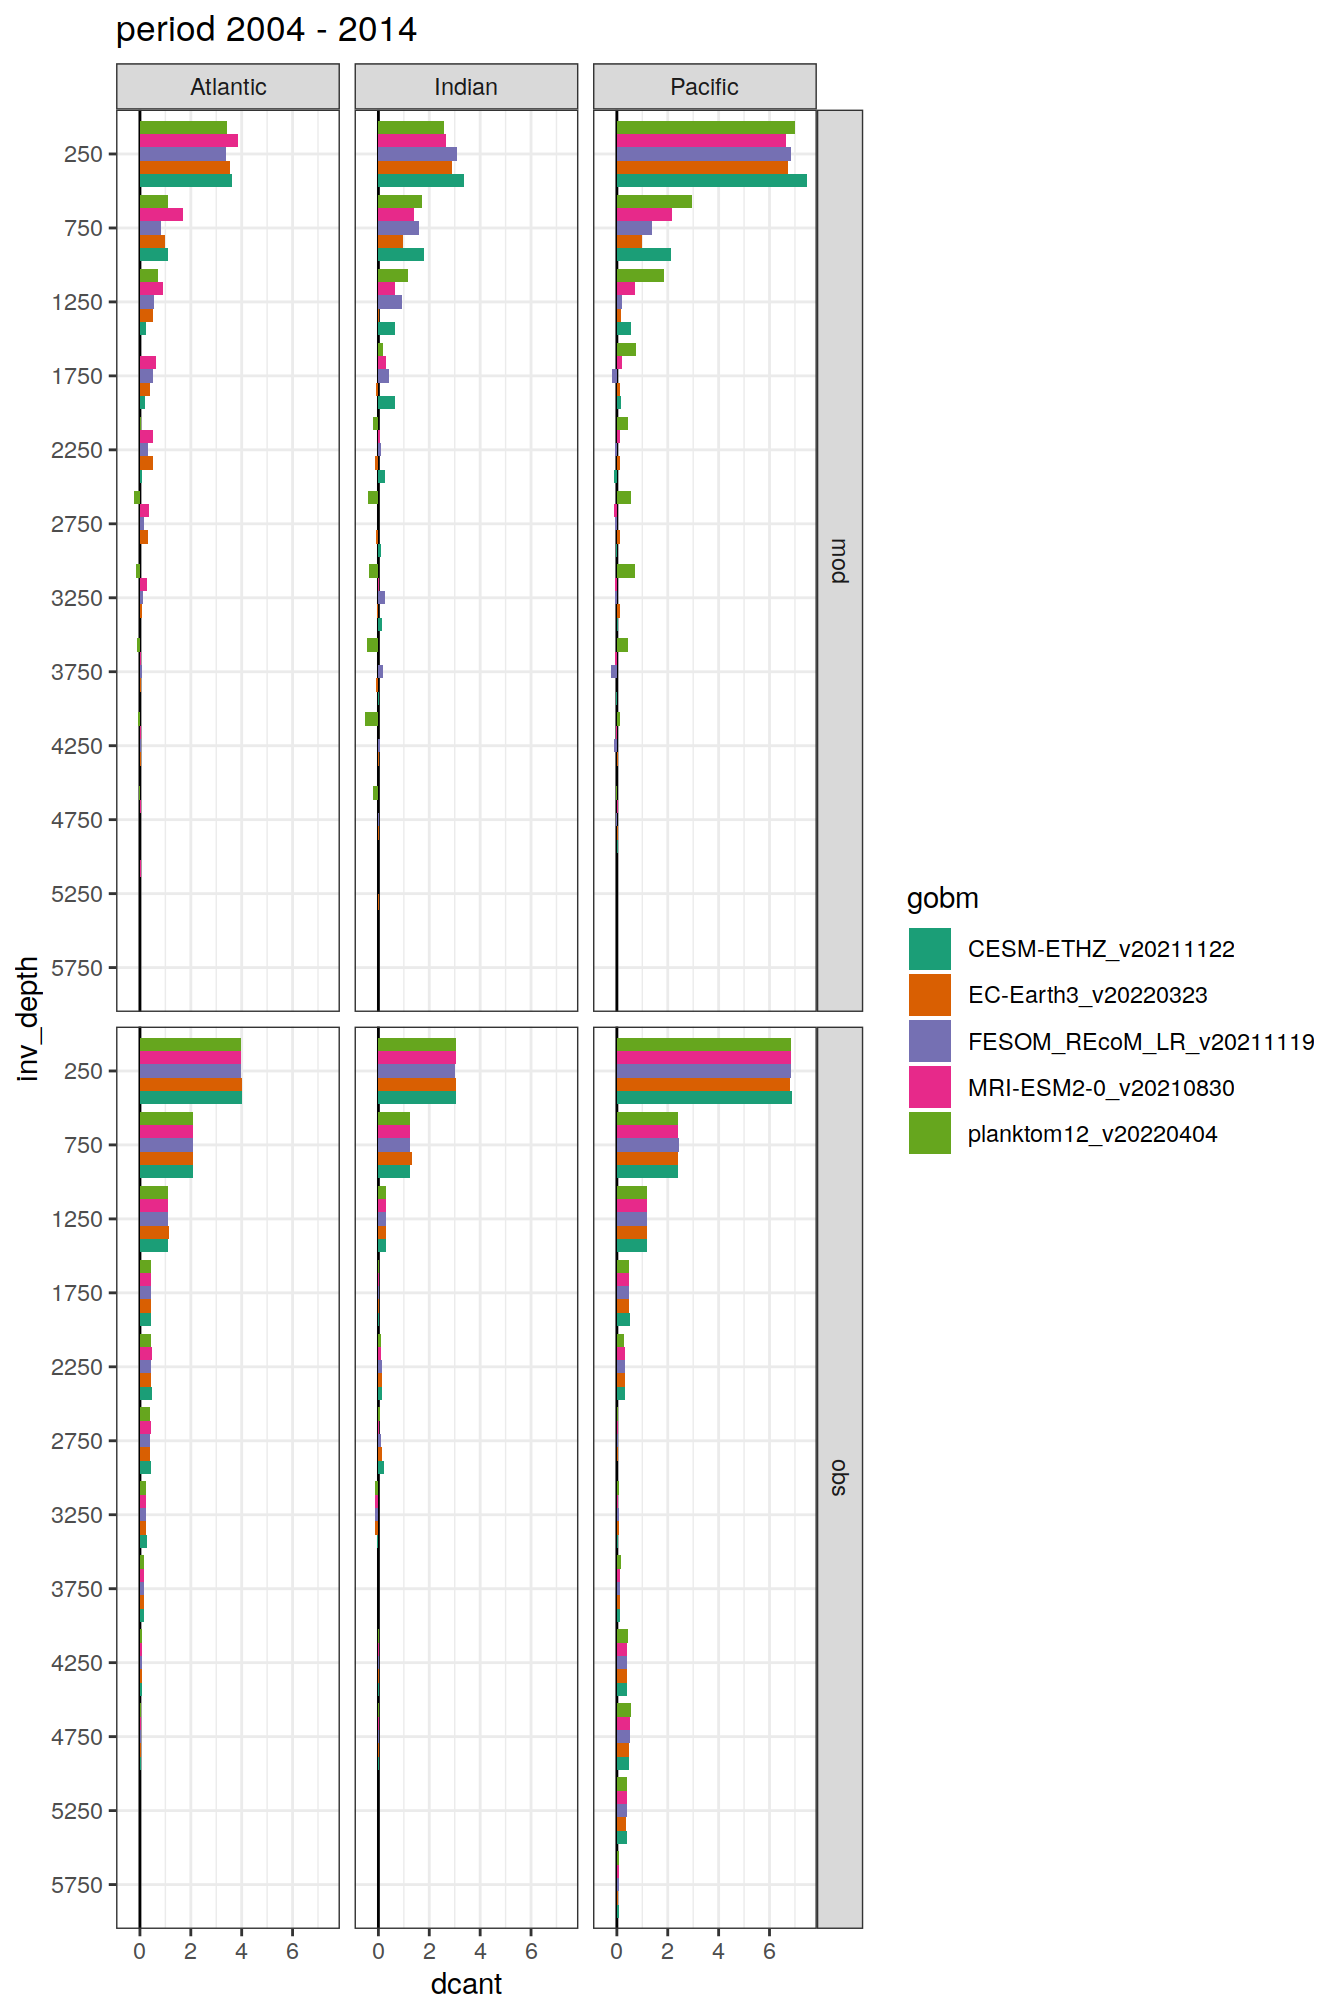 period 2004 - 2014
Atlantic
Indian
Pacific
250
750
1250
1750
2250
2750
3250
3750
4250
4750
5250
5750
mod
250
750
1250
1750
2250
2750
3250
3750
4250
4750
5250
5750
obs
inv_depth
0 2 4 6
0 2 4 6
0 2 4 6
dcant
gobm
CESM-ETHZ_v20211122
EC-Earth3_v20220323
FESOM_REcoM_LR_v20211119
MRI-ESM2-0_v20210830
planktom12_v20220404